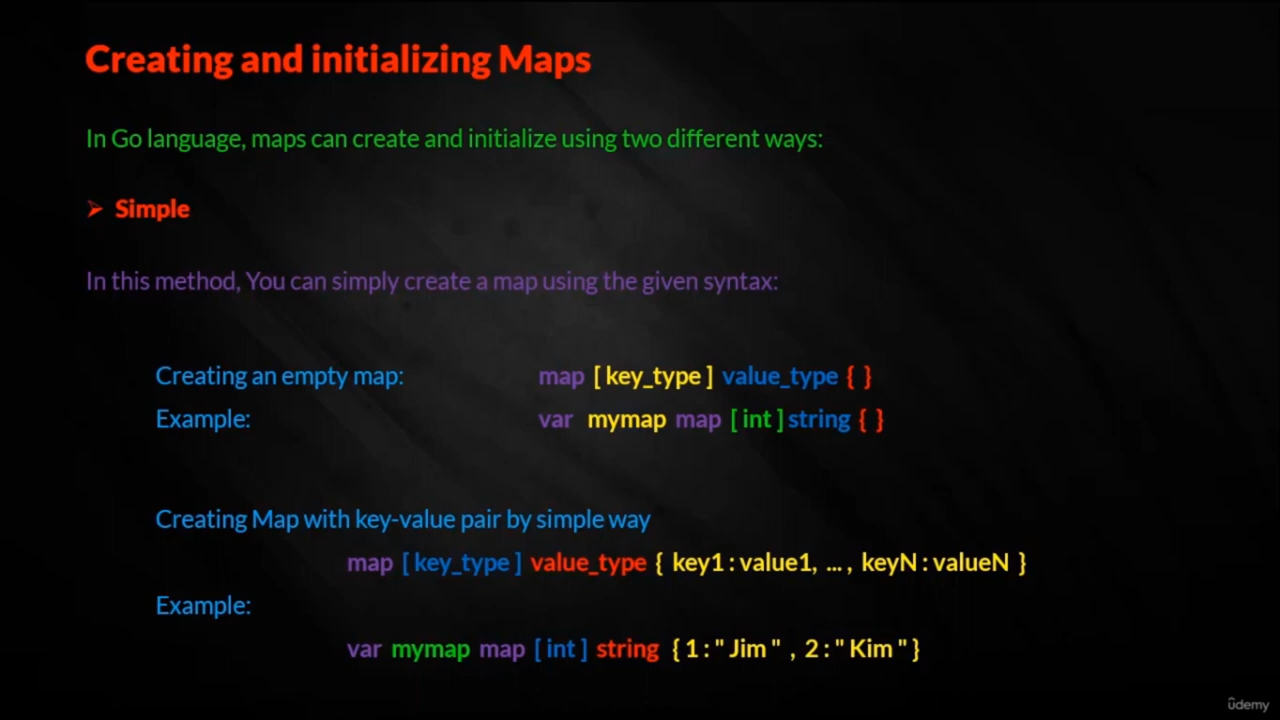 Creating and initializing Maps
In Go language, maps can create and initialize using two different ways:
➢ Simple
In this method, You can simply create a map using the given syntax:
Creating an empty map: map [ key_type ] value_type { }
Example: var mymap map [ int ] string { }
Creating Map with key-value pair by simple way
map [ key_type ] value_type { key1 : value1, ... , keyN : valueN }
Example:
var mymap map [ int ] string { 1 : " Jim " , 2 : " Kim " }
ûdemy